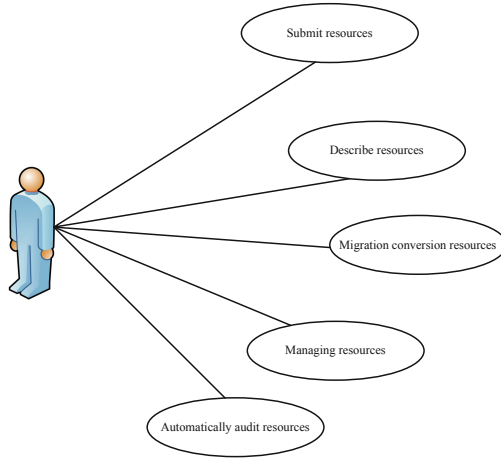 Submit resources
Describe resources
Migration conversion resources
Managing resources
Automatically audit resources